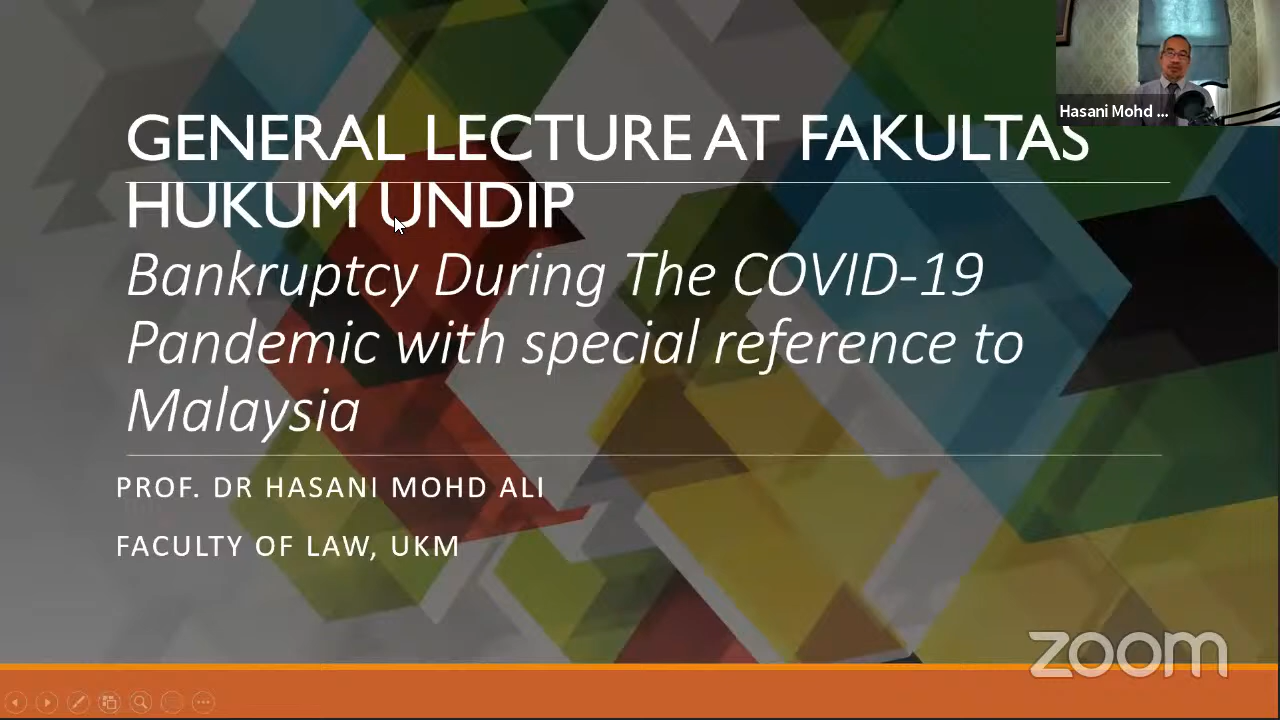 GENERAL LECTURE AT FAKULTAS
HUKUM UNDIP
Bankruptcy During The COVID-19
Pandemic with special reference to
Malaysia
PROF. DR HASANI MOHD ALI
FACULTY OF LAW, UKM
Hasani Mohd ...
zoom